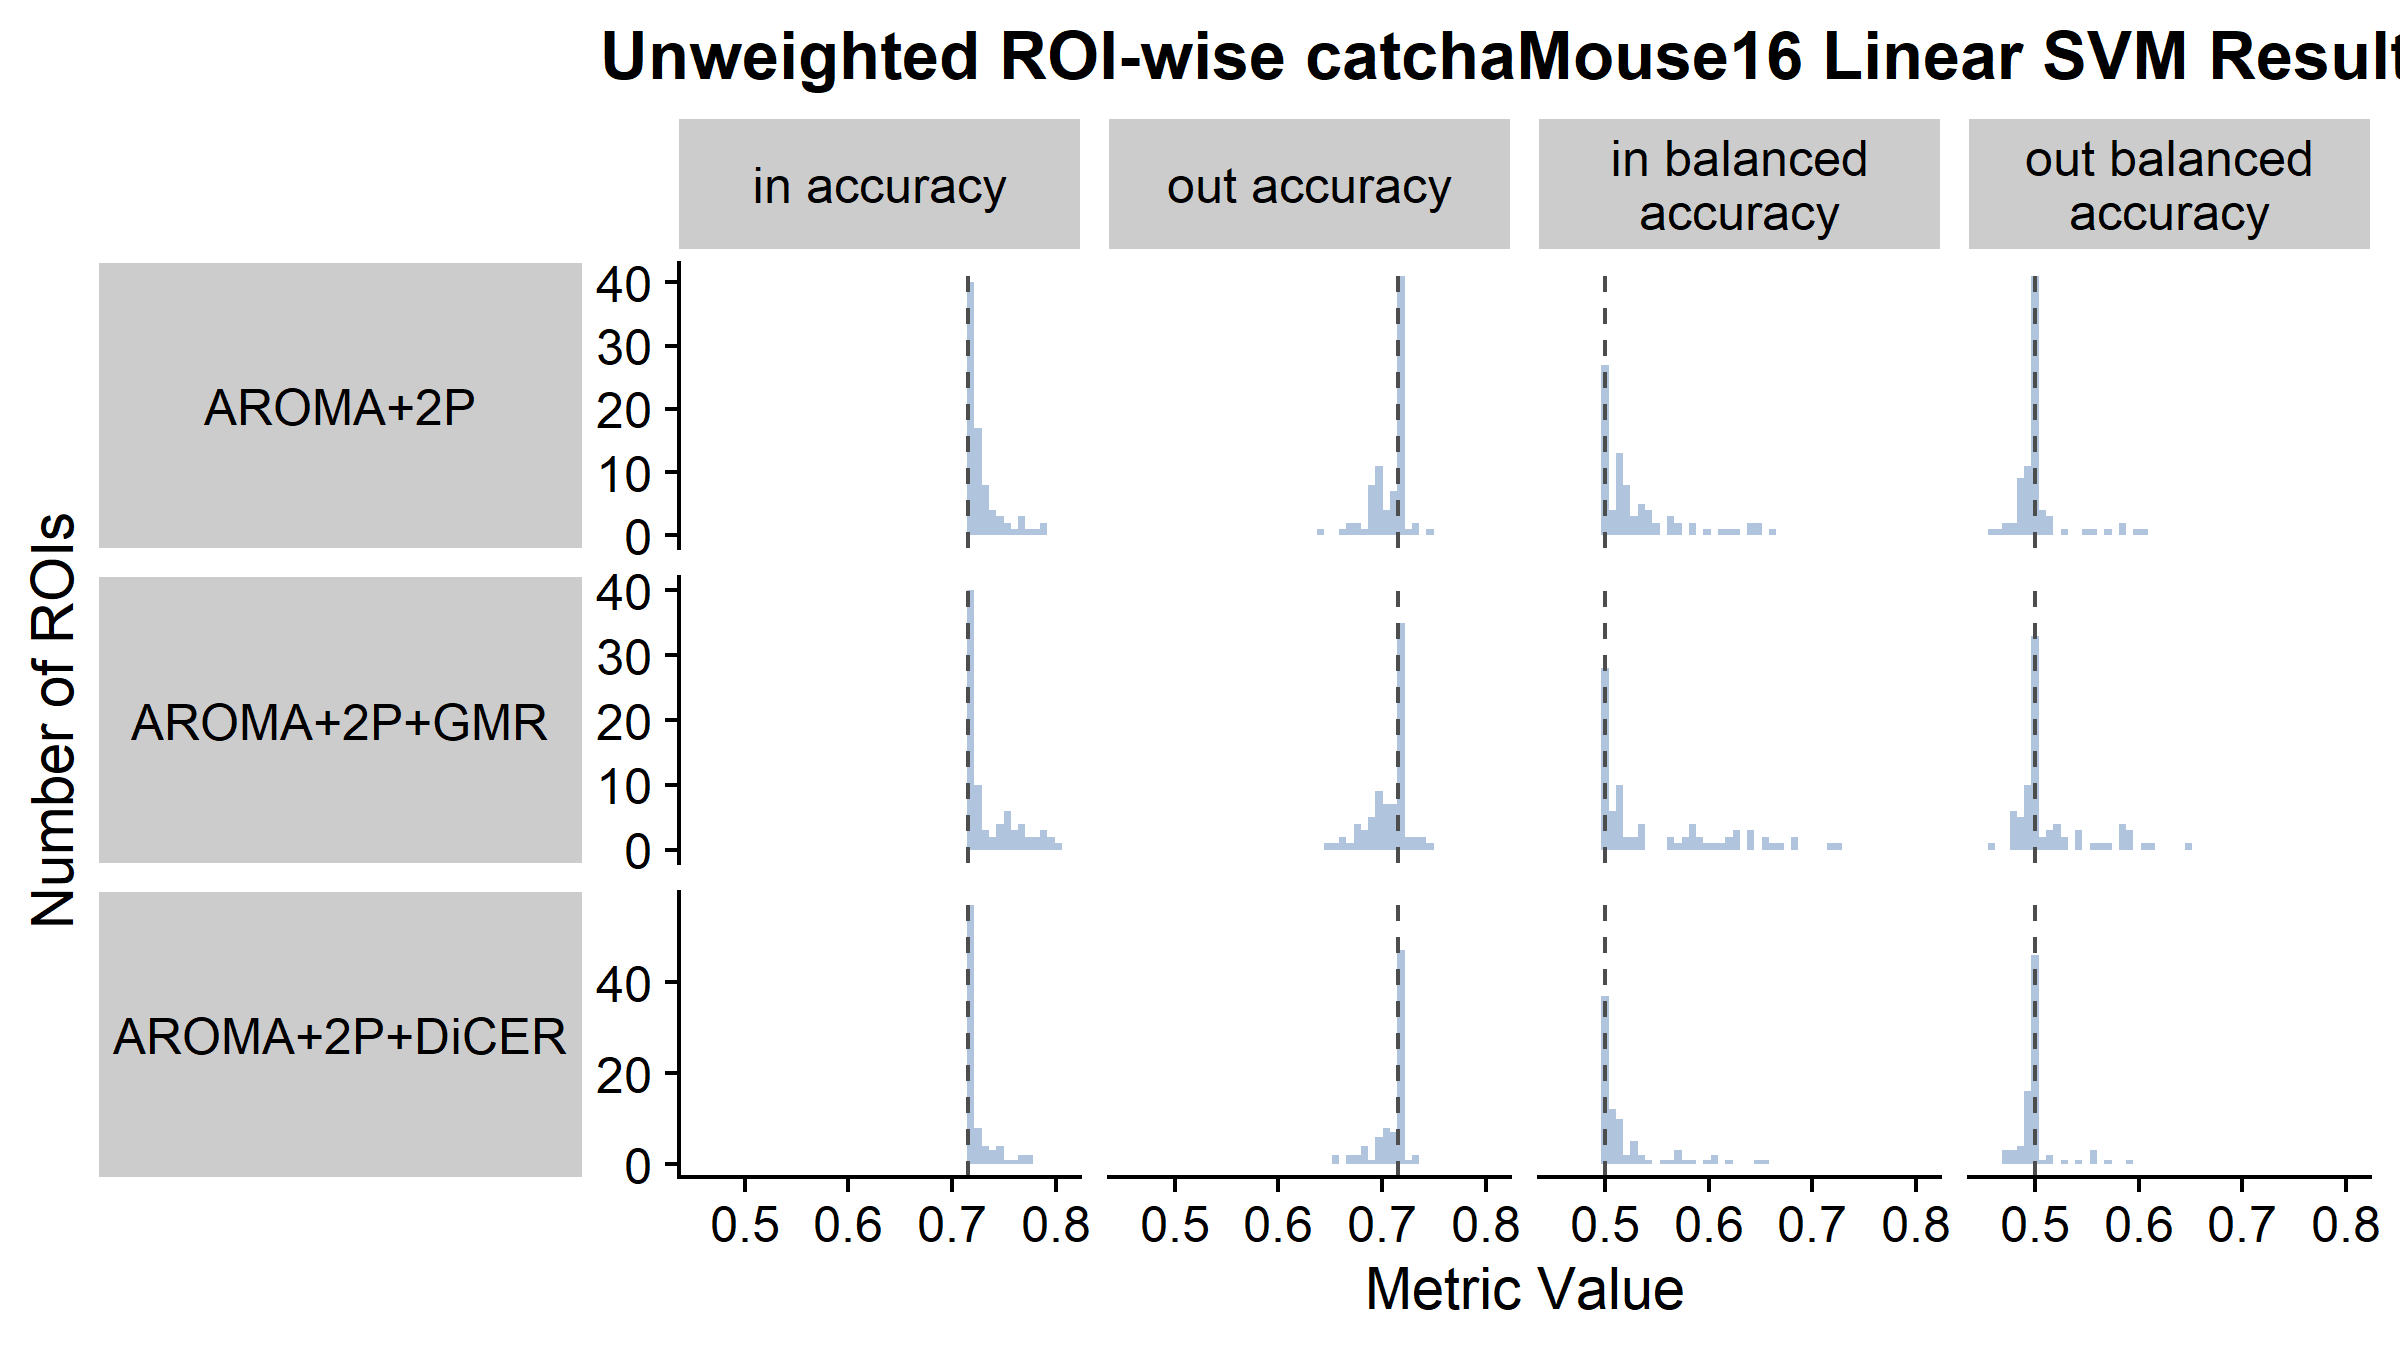 Unweighted ROI-wise catchaMouse16 Linear SVM Result
in accuracy
out accuracy
in balanced
accuracy
out balanced
accuracy
Number of ROIs
AROMA+2P
40
30
20
10
0
AROMA+2P+GMR
40
30
20
10
0
AROMA+2P+DiCER
40
20
0
0.5 0.6 0.7 0.8
0.5 0.6 0.7 0.8
0.5 0.6 0.7 0.8
0.5 0.6 0.7 0.8
Metric Value